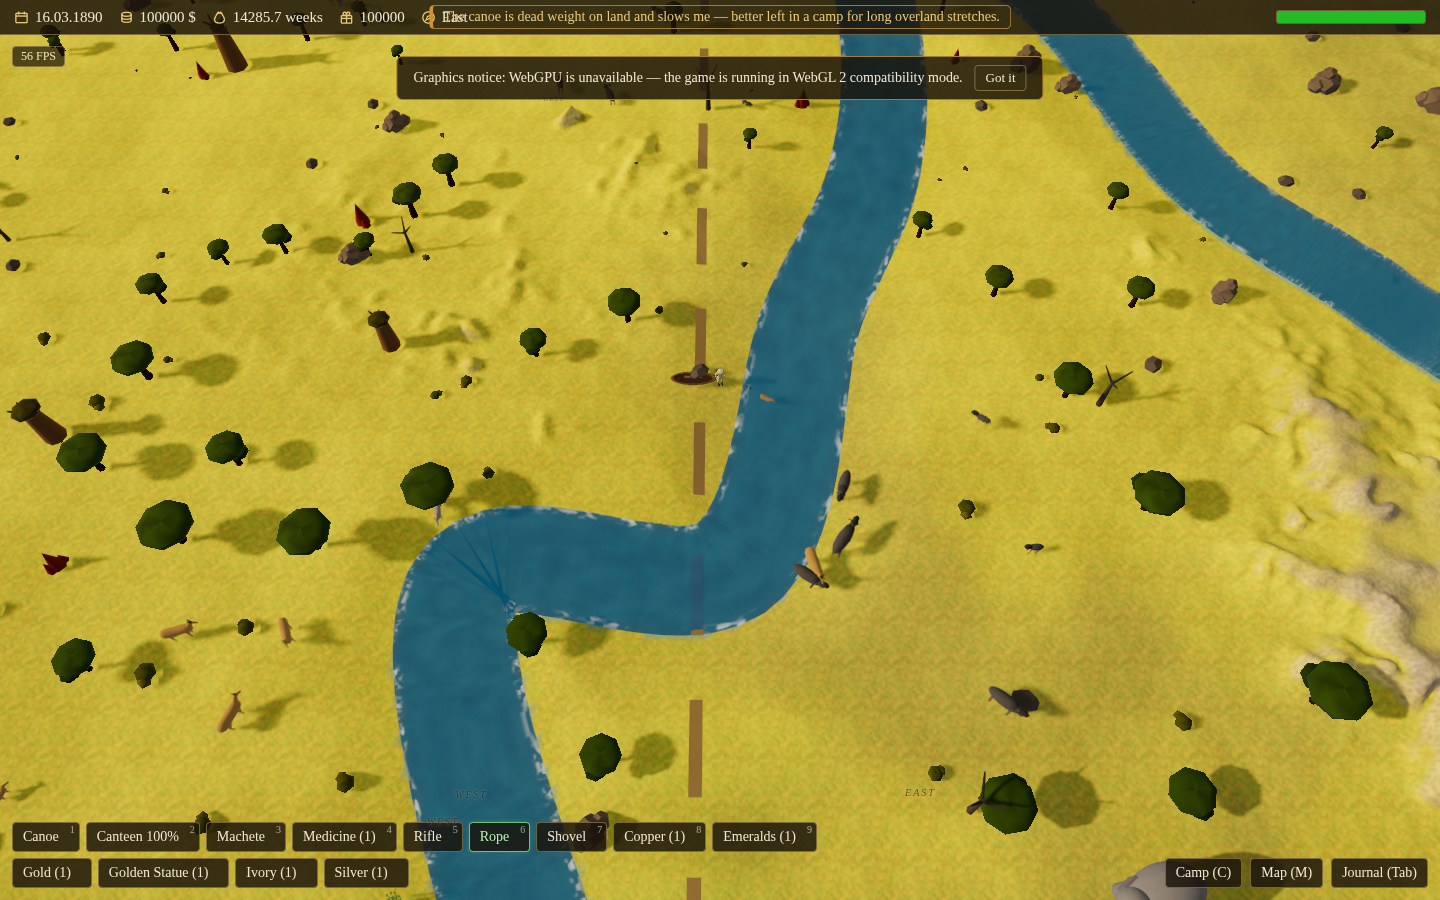 16.03.1890 100000 $ 14285.7 weeks 100000 East
The canoe is dead weight on land and slows me — better left in a camp for long overland stretches.
56 FPS
Graphics notice: WebGPU is unavailable — the game is running in WebGL 2 compatibility mode. Got it
WEST
EAST
WEST
Canoe 1 Canteen 100% 2 Machete 3 Medicine (1) 4 Rifle 5 Rope 6 Shovel 7 Copper (1) 8 Emeralds (1) 9
Gold (1) Golden Statue (1) Ivory (1) Silver (1) Camp (C) Map (M) Journal (Tab)